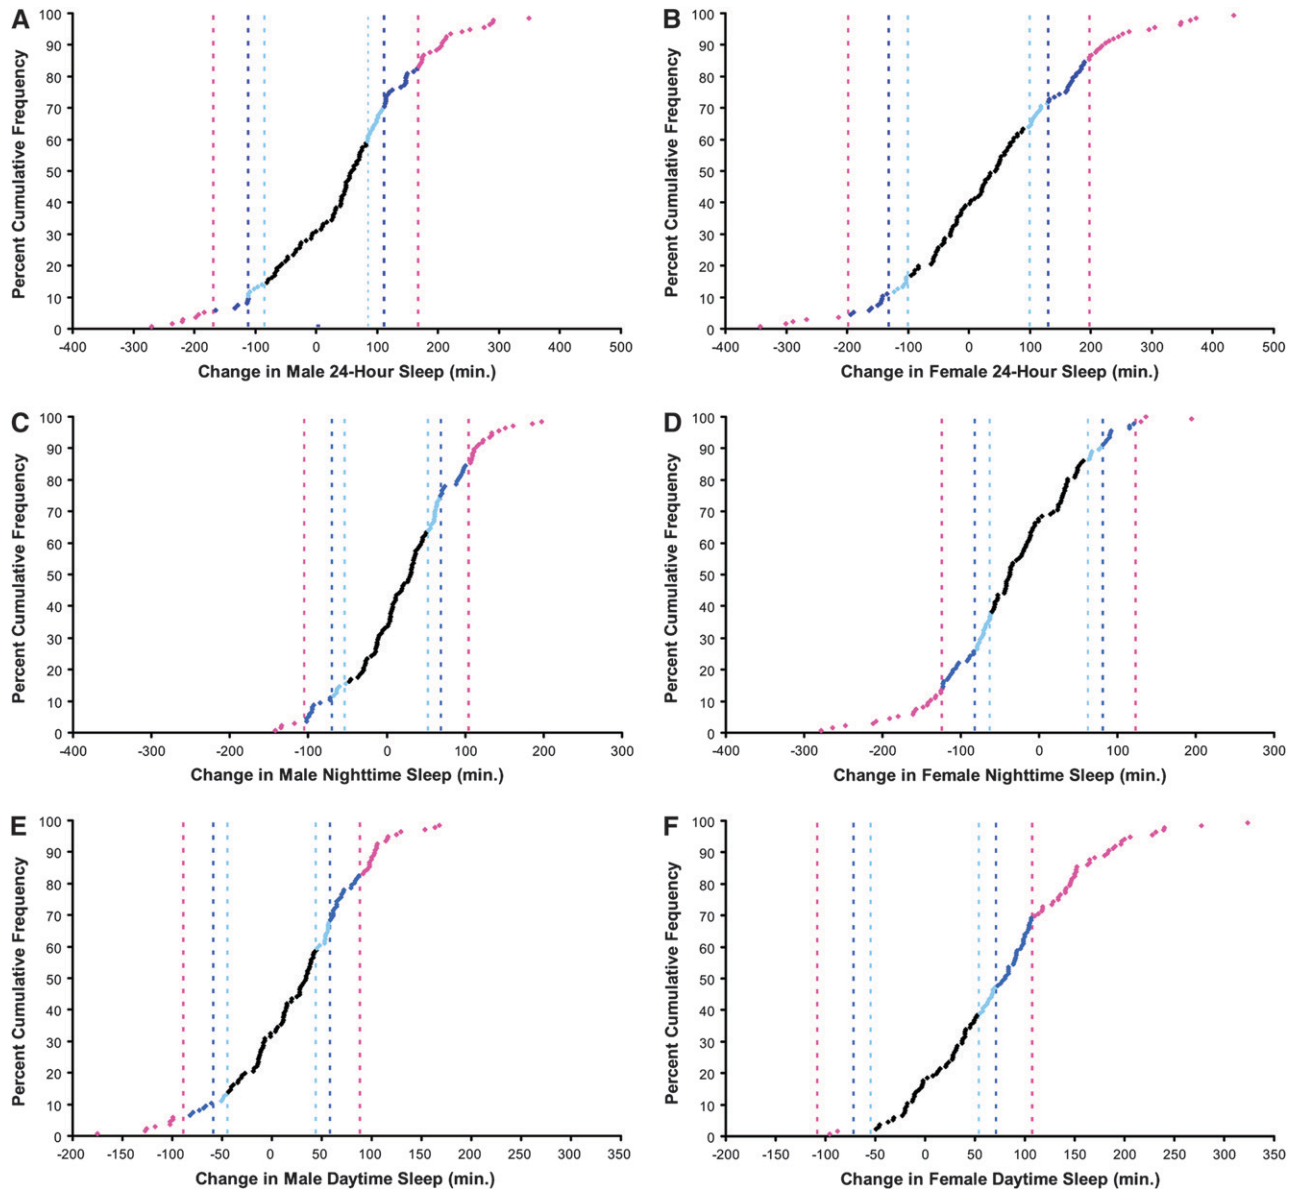 A
Percent Cumulative Frequency
100
90
80
70
60
50
40
30
20
10
0
-400 -300 -200 -100 0 100 200 300 400 500
Change in Male 24-Hour Sleep (min.)
B
Percent Cumulative Frequency
100
90
80
70
60
50
40
30
20
10
0
-400 -300 -200 -100 0 100 200 300 400 500
Change in Female 24-Hour Sleep (min.)
C
Percent Cumulative Frequency
100
90
80
70
60
50
40
30
20
10
0
-400 -300 -200 -100 0 100 200 300
Change in Male Nighttime Sleep (min.)
D
Percent Cumulative Frequency
100
90
80
70
60
50
40
30
20
10
0
-400 -300 -200 -100 0 100 200 300
Change in Female Nighttime Sleep (min.)
E
Percent Cumulative Frequency
100
90
80
70
60
50
40
30
20
10
0
-200 -150 -100 -50 0 50 100 150 200 250 300 350
Change in Male Daytime Sleep (min.)
F
Percent Cumulative Fequency
100
90
80
70
60
50
40
30
20
10
0
-200 -150 -100 -50 0 50 100 150 200 250 300 350
Change in Female Daytime Sleep (min.)